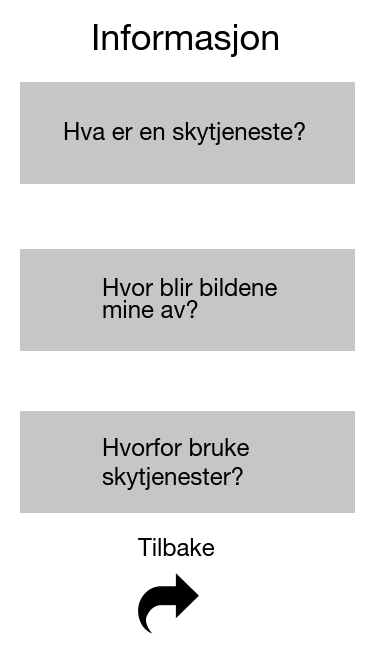 Informasjon
Hva er en skytjeneste?
Hvor blir bildene
mine av?
Hvorfor bruke
skytjenester?
Tilbake